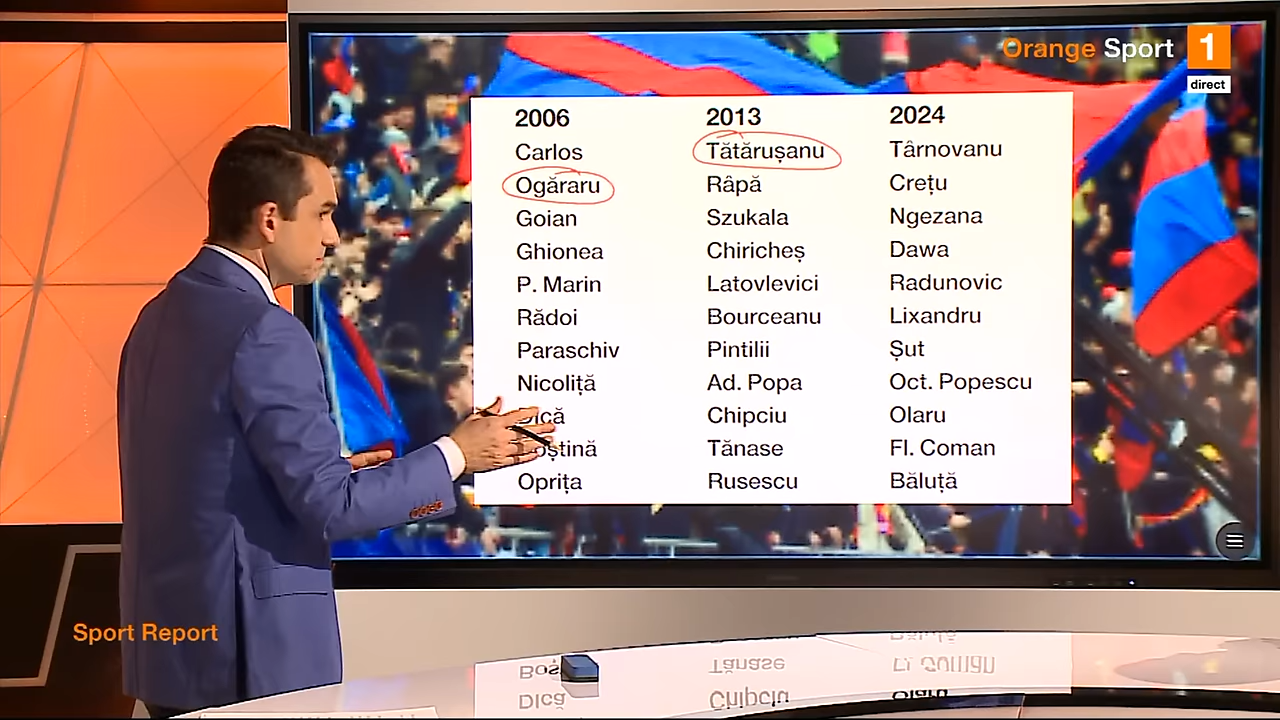 Orange Sport 1
direct
2006 2013 2024
Carlos Tătărușanu Târnovanu
Ogăraru Râpă Crețu
Goian Szukala Ngezana
Ghionea Chiricheș Dawa
P. Marin Latovlevici Radunovic
Rădoi Bourceanu Lixandru
Paraschiv Pintilii Șut
Nicoliță Ad. Popa Oct. Popescu
Dică Chipciu Olaru
oștină Tănase Fl. Coman
Oprița Rusescu Băluță
Sport Report